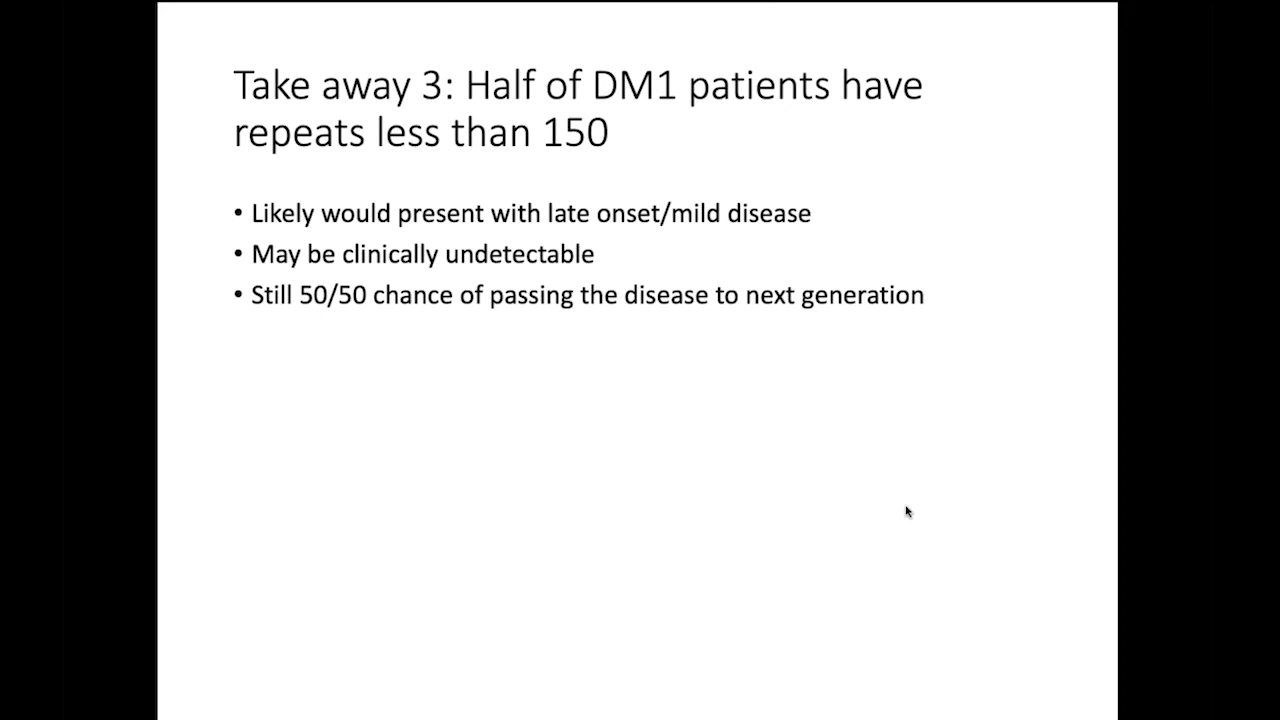 Take away 3: Half of DM1 patients have
repeats less than 150
• Likely would present with late onset/mild disease
• May be clinically undetectable
• Still 50/50 chance of passing the disease to next generation